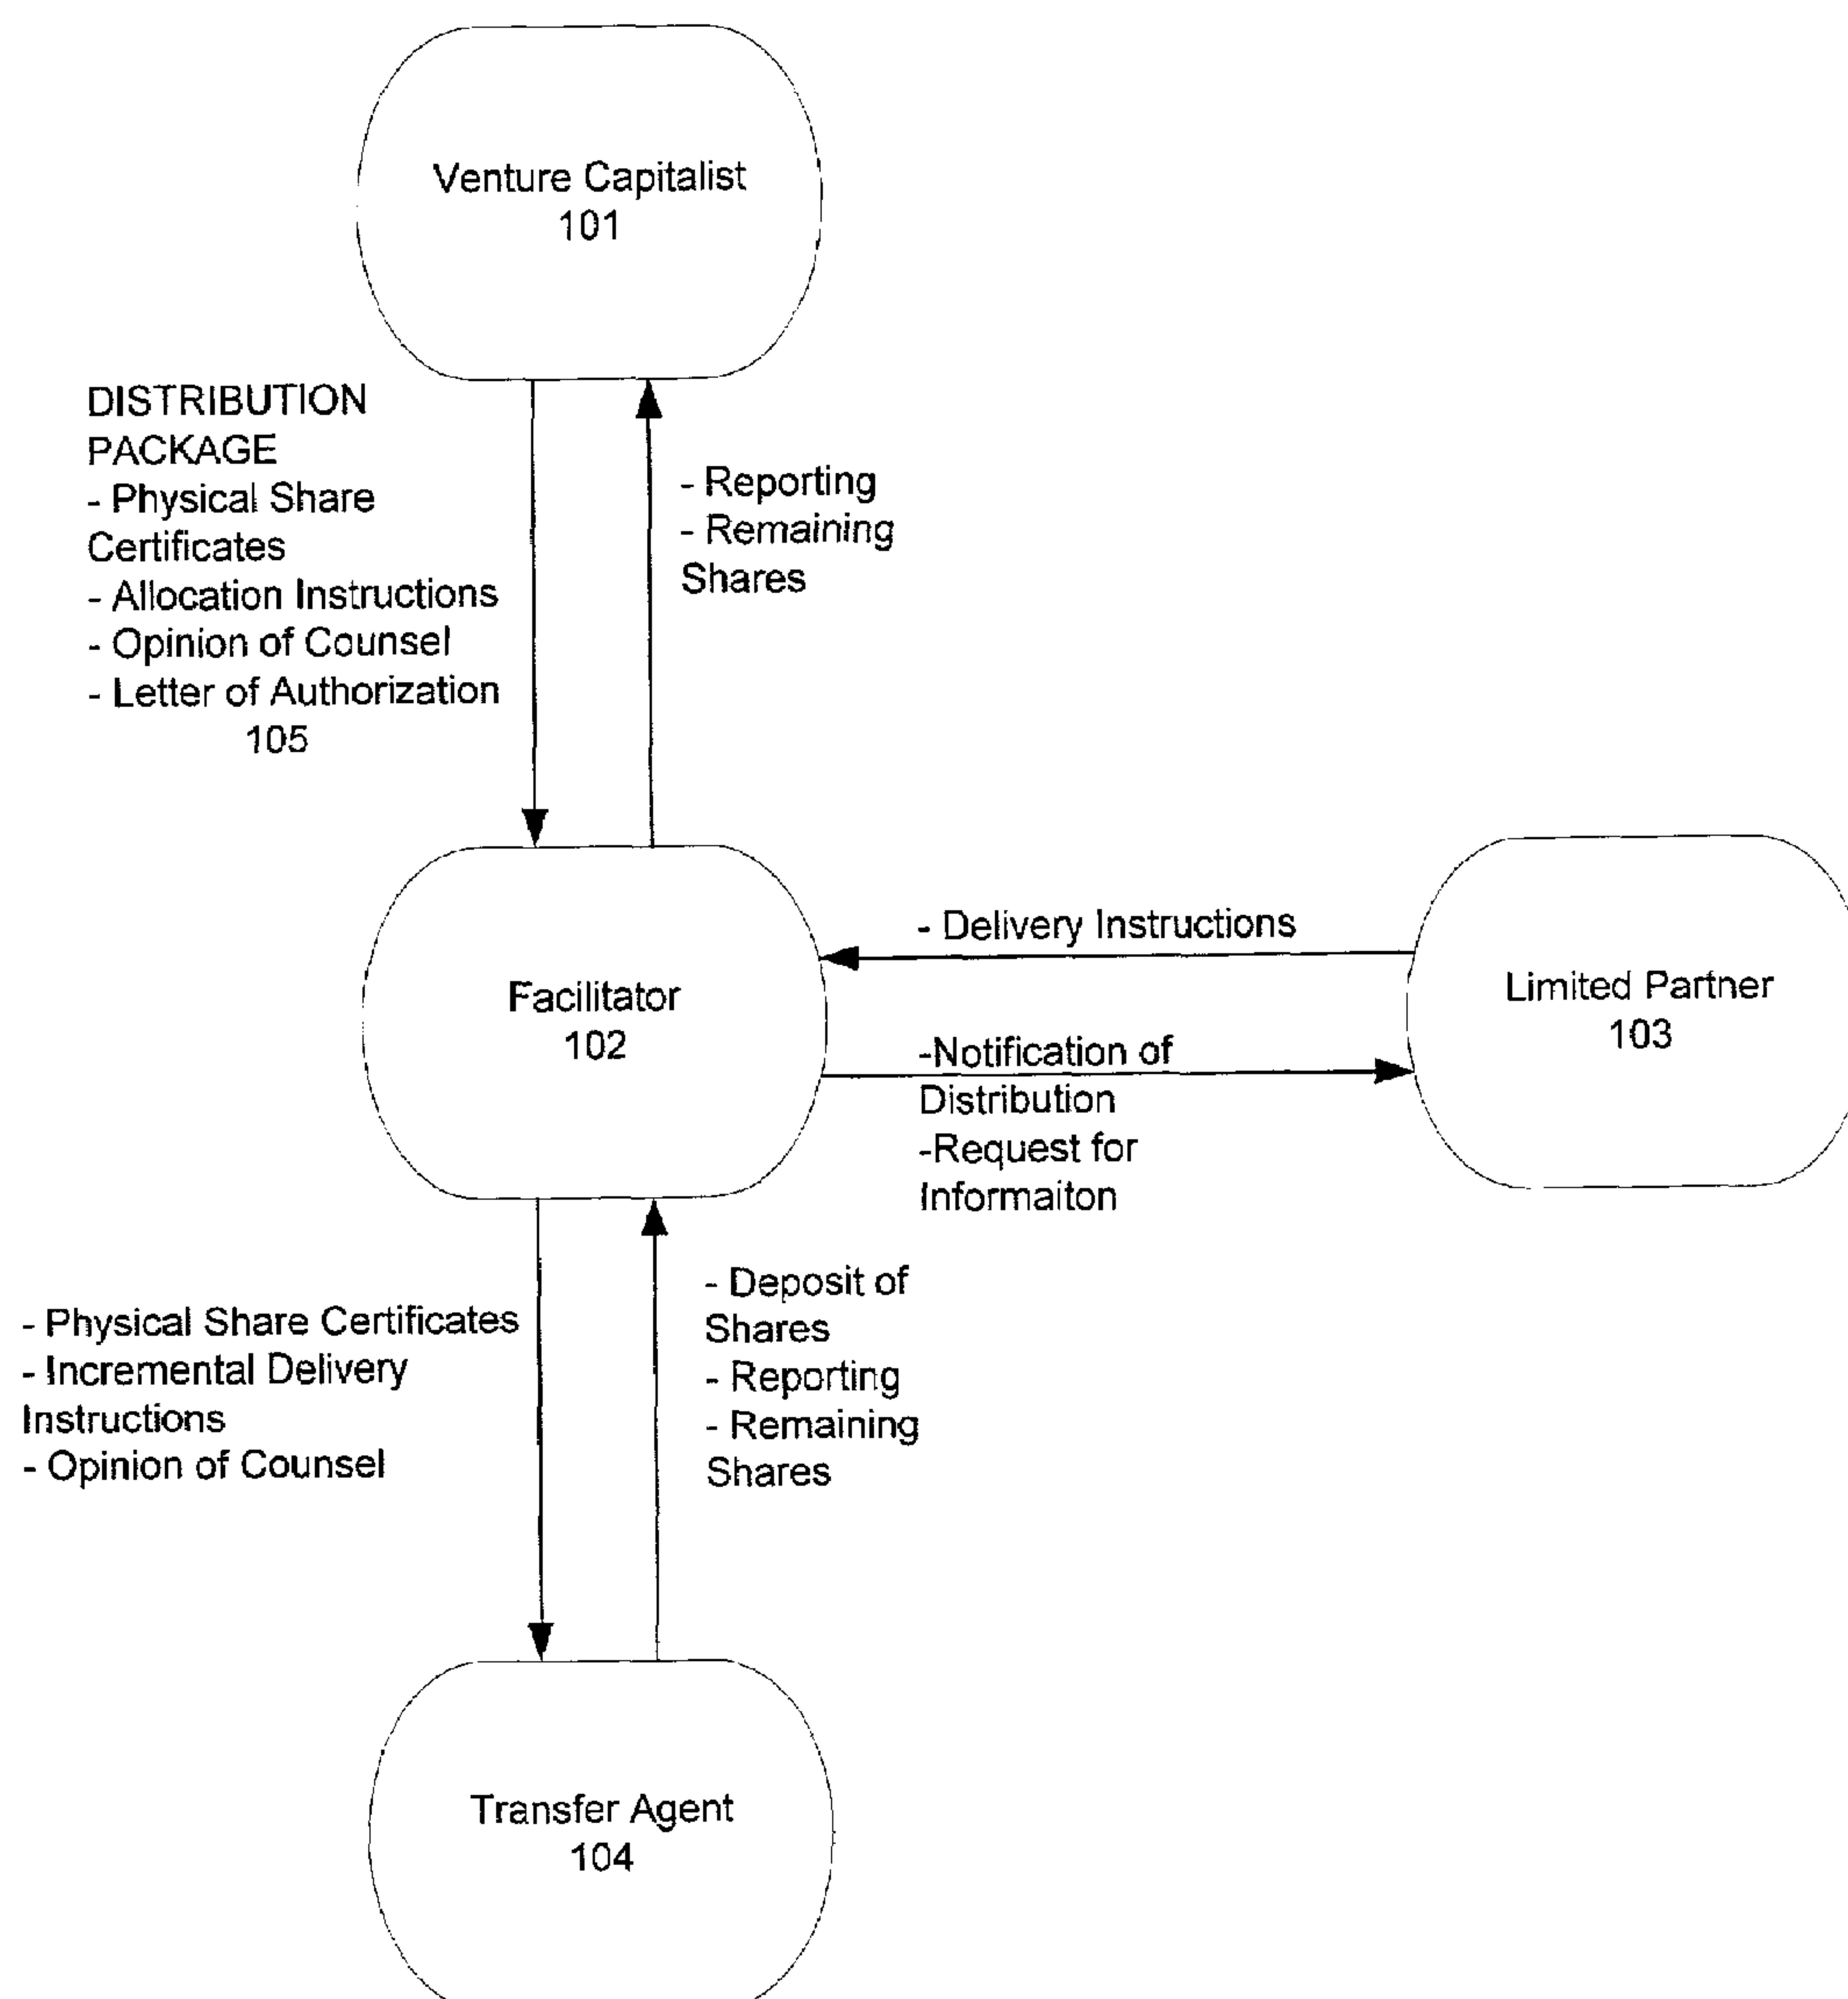 Venture Capitalist
101
DISTRIBUTION
PACKAGE
- Physical Share
Certificates
- Allocation Instructions
- Opinion of Counsel
- Letter of Authorization
105
- Reporting
- Remaining
Shares
Facilitator
102
- Delivery Instructions
-Notification of
Distribution
-Request for
Informaiton
Limited Partner
103
- Physical Share Certificates
- Incremental Delivery
Instructions
- Opinion of Counsel
- Deposit of
Shares
- Reporting
- Remaining
Shares
Transfer Agent
104